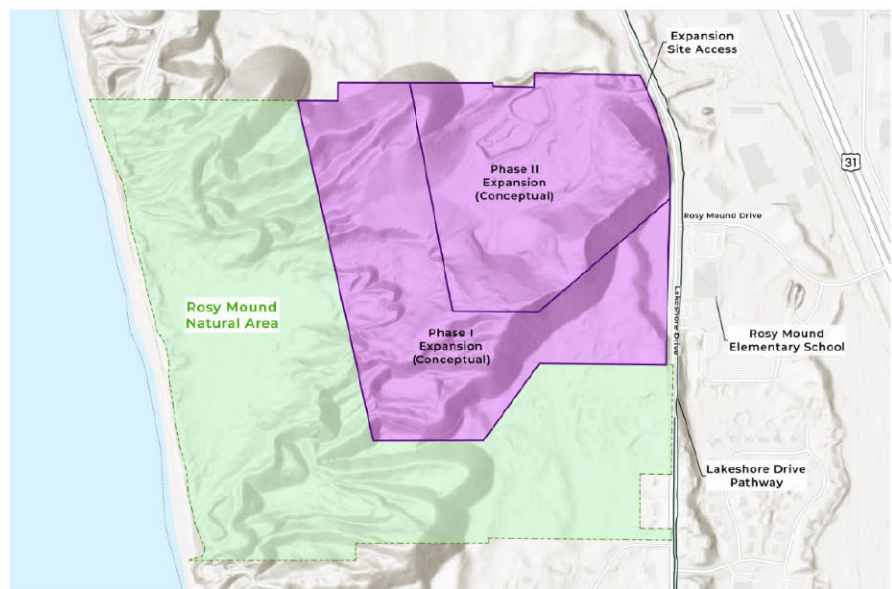 Expansion
Site Access
31
Phase II
Expansion
(Conceptual)
Rosy Mound Drive
Rosy Mound
Natural Area
Lakeshore Drive
Phase I
Expansion
(Conceptual)
Rosy Mound
Elementary School
Lakeshore Drive
Pathway